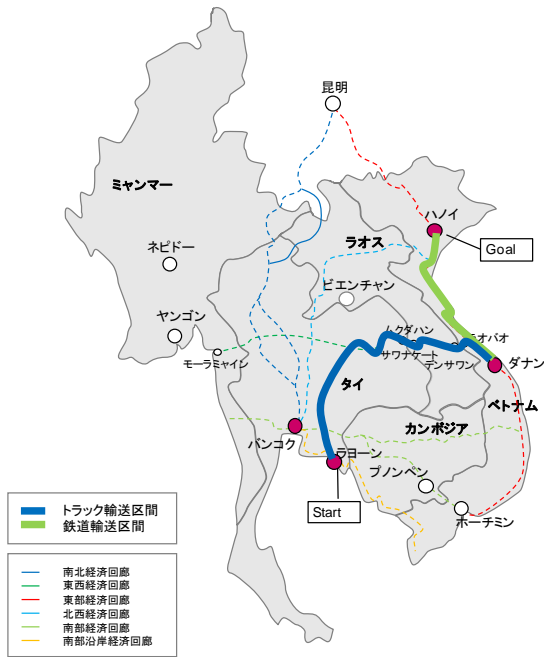 昆明
ミャンマー
ハノイ
ラオス
Goal
ネピドー
ビエンチャン
ヤンゴン
ムクダハン
ラオバオ
モーラミャイン
サワナケート
デンサワン
ダナン
タイ
ベトナム
カンボジア
バンコク
ラヨーン
プノンペン
Start
ホーチミン
トラック輸送区間
鉄道輸送区間
南北経済回廊
東西経済回廊
東部経済回廊
北西経済回廊
南部経済回廊
南部沿岸経済回廊